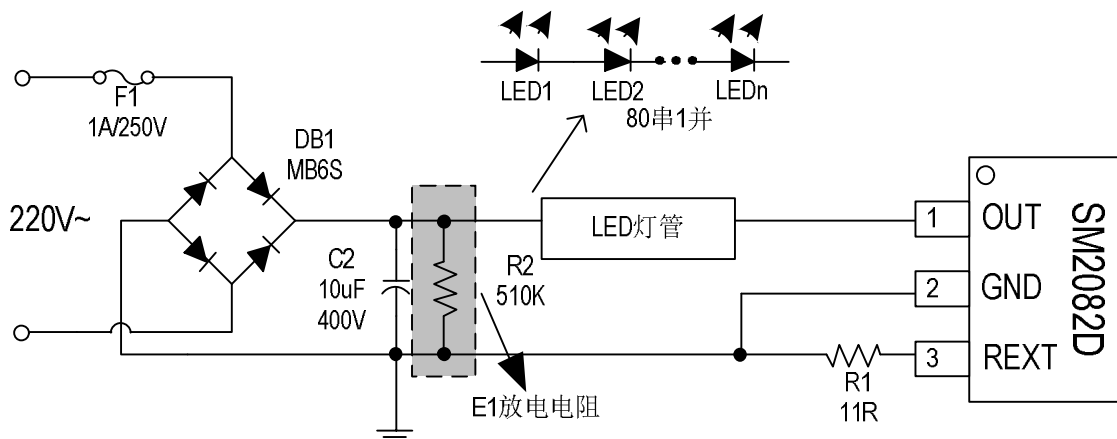 LED1
LED2
LEDn
80串1并
F1
1A/250V
DB1
MB6S
220V~
LED灯管
1
OUT
2
GND
3
REXT
SM2082D
C2
10uF
400V
R2
510K
R1
11R
E1放电电阻